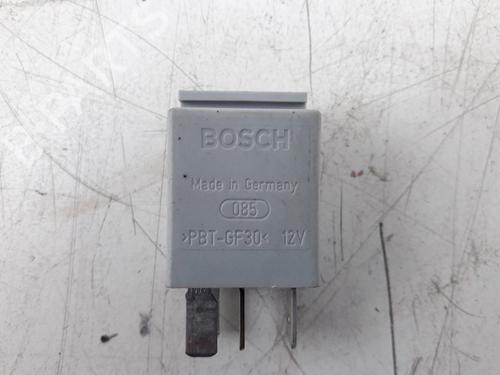 BOSCH
Made in Germany
085
>PBT-GF30< 12V